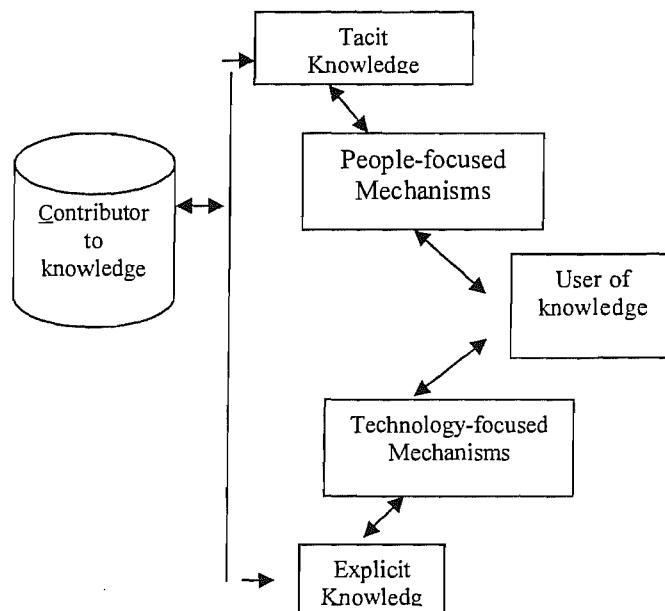 Tacit
Knowledge
People-focused
Mechanisms
Contributor
to
knowledge
User of
knowledge
Technology-focused
Mechanisms
Explicit
Knowledg